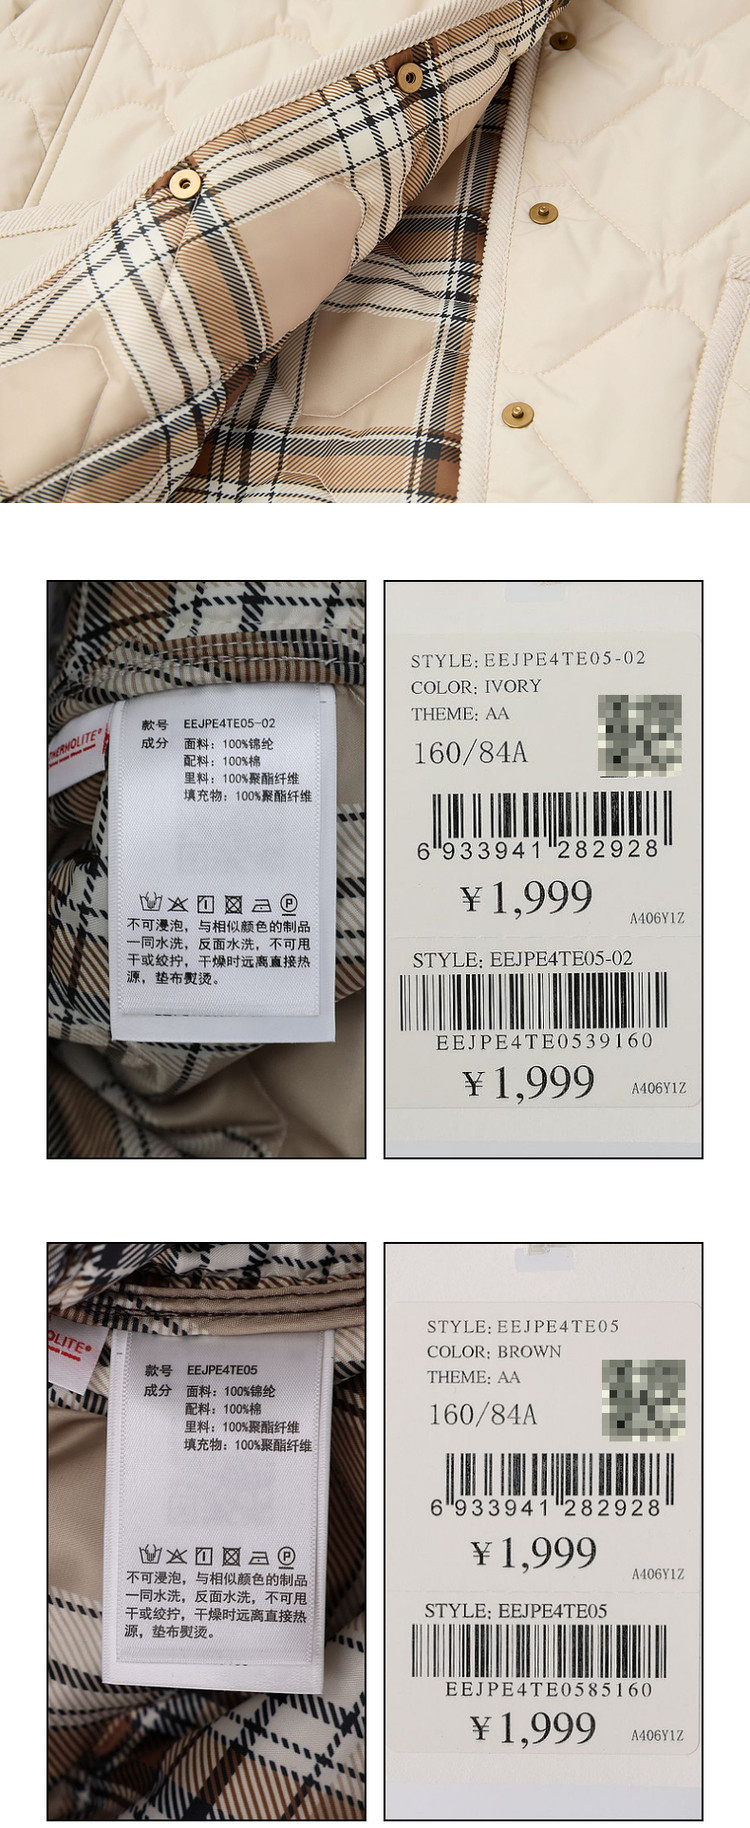 THERMOLITE®
款号 EEJPE4TE05-02
成分 面料：100%锦纶
配料：100%棉
里料：100%聚酯纤维
填充物：100%聚酯纤维
不可浸泡，与相似颜色的制品
一同水洗，反面水洗，不可甩
干或绞拧，干燥时远离直接热
源，垫布熨烫。
STYLE: EEJPE4TE05-02
COLOR: IVORY
THEME: AA
160/84A
6 933941 282928
¥1,999
A406Y1Z
STYLE: EEJPE4TE05-02
EEJPE4TE0539160
¥1,999
A406Y1Z
OLITE®
款号 EEJPE4TE05
成分 面料：100%锦纶
配料：100%棉
里料：100%聚酯纤维
填充物：100%聚酯纤维
不可浸泡，与相似颜色的制品
一同水洗，反面水洗，不可甩
干或绞拧，干燥时远离直接热
源，垫布熨烫。
STYLE: EEJPE4TE05
COLOR: BROWN
THEME: AA
160/84A
6 933941 282928
¥1,999
A406Y1Z
STYLE: EEJPE4TE05
EEJPE4TE0585160
¥1,999
A406Y1Z